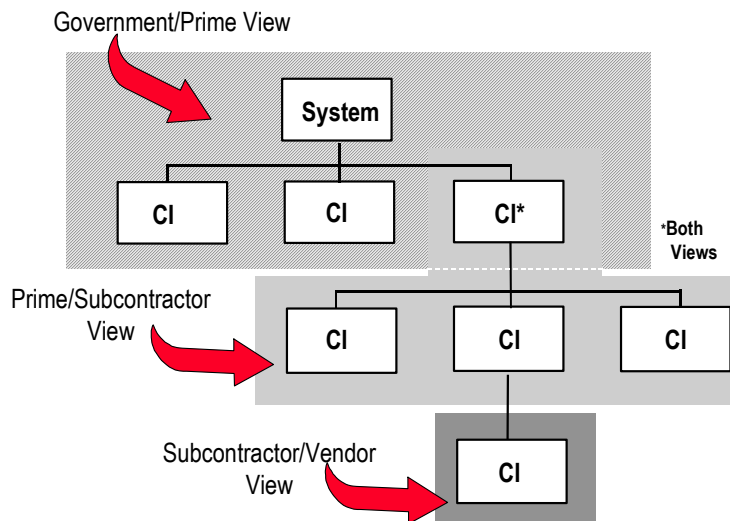 Government/Prime View
System
CI
CI
CI*
*Both
Views
Prime/Subcontractor
View
CI
CI
CI
Subcontractor/Vendor
View
CI